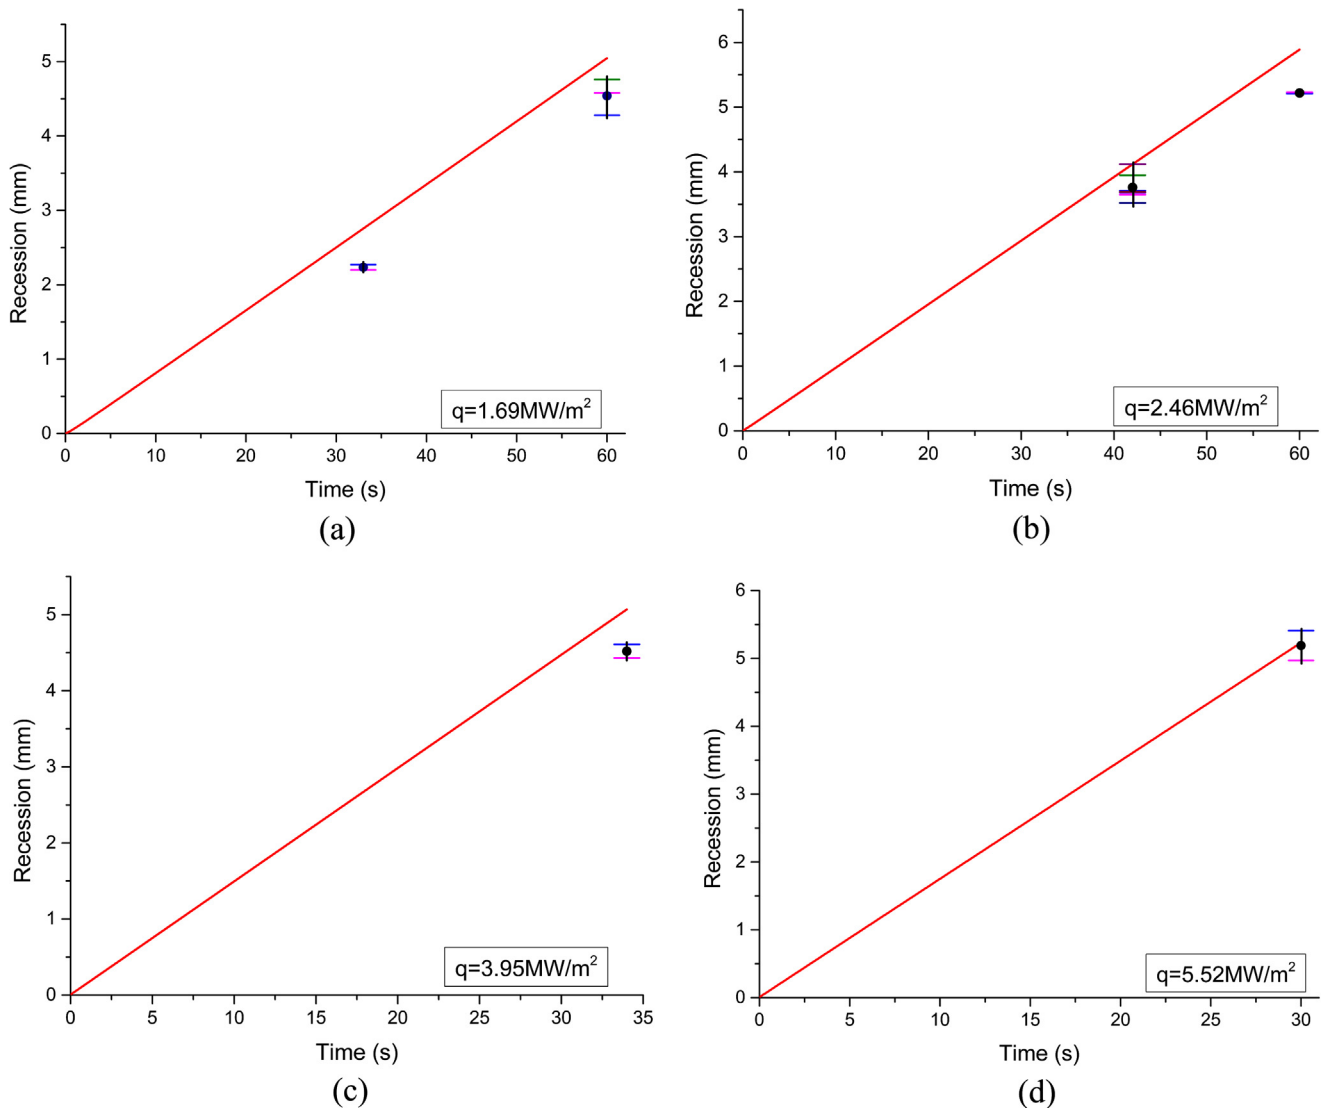 5
4
3
2
1
0
Recession (mm)
0 10 20 30 40 50 60
Time (s)
q=1.69MW/m²
(a)
6
5
4
3
2
1
0
Recession (mm)
0 10 20 30 40 50 60
Time (s)
q=2.46MW/m²
(b)
5
4
3
2
1
0
Recession (mm)
0 5 10 15 20 25 30 35
Time (s)
q=3.95MW/m²
(c)
6
5
4
3
2
1
0
Recession (mm)
0 5 10 15 20 25 30
Time (s)
q=5.52MW/m²
(d)